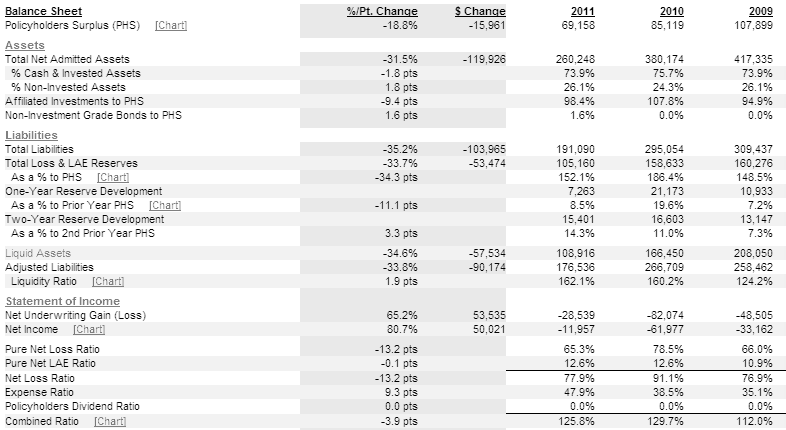 Balance Sheet %/Pt. Change $ Change 2011 2010 2009
Policyholders Surplus (PHS) [Chart] -18.8% -15,961 69,158 85,119 107,899
Assets
Total Net Admitted Assets -31.5% -119,926 260,248 380,174 417,335
% Cash & Invested Assets -1.8 pts 73.9% 75.7% 73.9%
% Non-Invested Assets 1.8 pts 26.1% 24.3% 26.1%
Affiliated Investments to PHS -9.4 pts 98.4% 107.8% 94.9%
Non-Investment Grade Bonds to PHS 1.6 pts 1.6% 0.0% 0.0%
Liabilities
Total Liabilities -35.2% -103,965 191,090 295,054 309,437
Total Loss & LAE Reserves -33.7% -53,474 105,160 158,633 160,276
As a % to PHS [Chart] -34.3 pts 152.1% 186.4% 148.5%
One-Year Reserve Development 7,263 21,173 10,933
As a % to Prior Year PHS [Chart] -11.1 pts 8.5% 19.6% 7.2%
Two-Year Reserve Development 15,401 16,603 13,147
As a % to 2nd Prior Year PHS 3.3 pts 14.3% 11.0% 7.3%
Liquid Assets -34.6% -57,534 108,916 166,450 208,050
Adjusted Liabilities -33.8% -90,174 176,536 266,709 258,462
Liquidity Ratio [Chart] 1.9 pts 162.1% 160.2% 124.2%
Statement of Income
Net Underwriting Gain (Loss) 65.2% 53,535 -28,539 -82,074 -48,505
Net Income [Chart] 80.7% 50,021 -11,957 -61,977 -33,162
Pure Net Loss Ratio -13.2 pts 65.3% 78.5% 66.0%
Pure Net LAE Ratio -0.1 pts 12.6% 12.6% 10.9%
Net Loss Ratio -13.2 pts 77.9% 91.1% 76.9%
Expense Ratio 9.3 pts 47.9% 38.5% 35.1%
Policyholders Dividend Ratio 0.0 pts 0.0% 0.0% 0.0%
Combined Ratio [Chart] -3.9 pts 125.8% 129.7% 112.0%